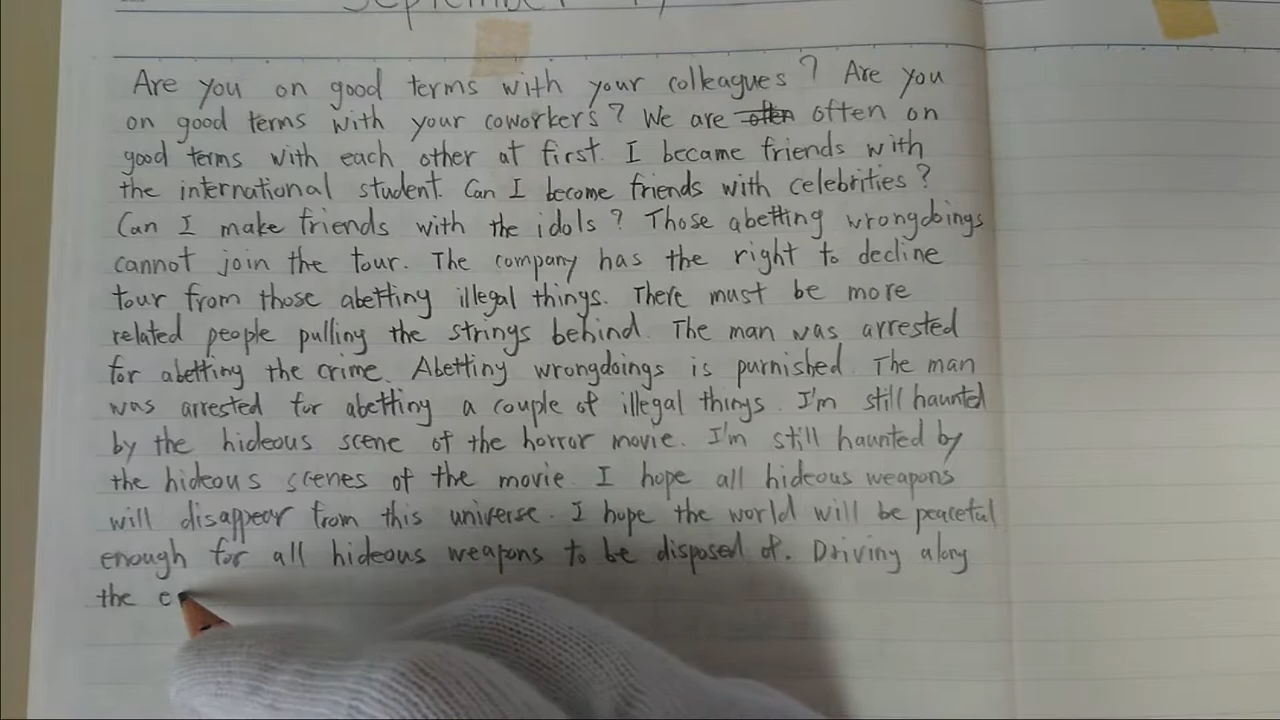 September
Are you on good terms with your colleagues? Are you
on good terms with your coworkers? We are often often on
good terms with each other at first. I became friends with
the international student. Can I become friends with celebrities?
Can I make friends with the idols? Those abetting wrongdoings
cannot join the tour. The company has the right to decline
tour from those abetting illegal things. There must be more
related people pulling the strings behind. The man was arrested
for abetting the crime. Abetting wrongdoings is purnished. The man
was arrested for abetting a couple of illegal things. I'm still haunted
by the hideous scene of the horror movie. I'm still haunted by
the hideous scenes of the movie. I hope all hideous weapons
will disappear from this universe. I hope the world will be peaceful
enough for all hideous weapons to be disposed of. Driving along
the